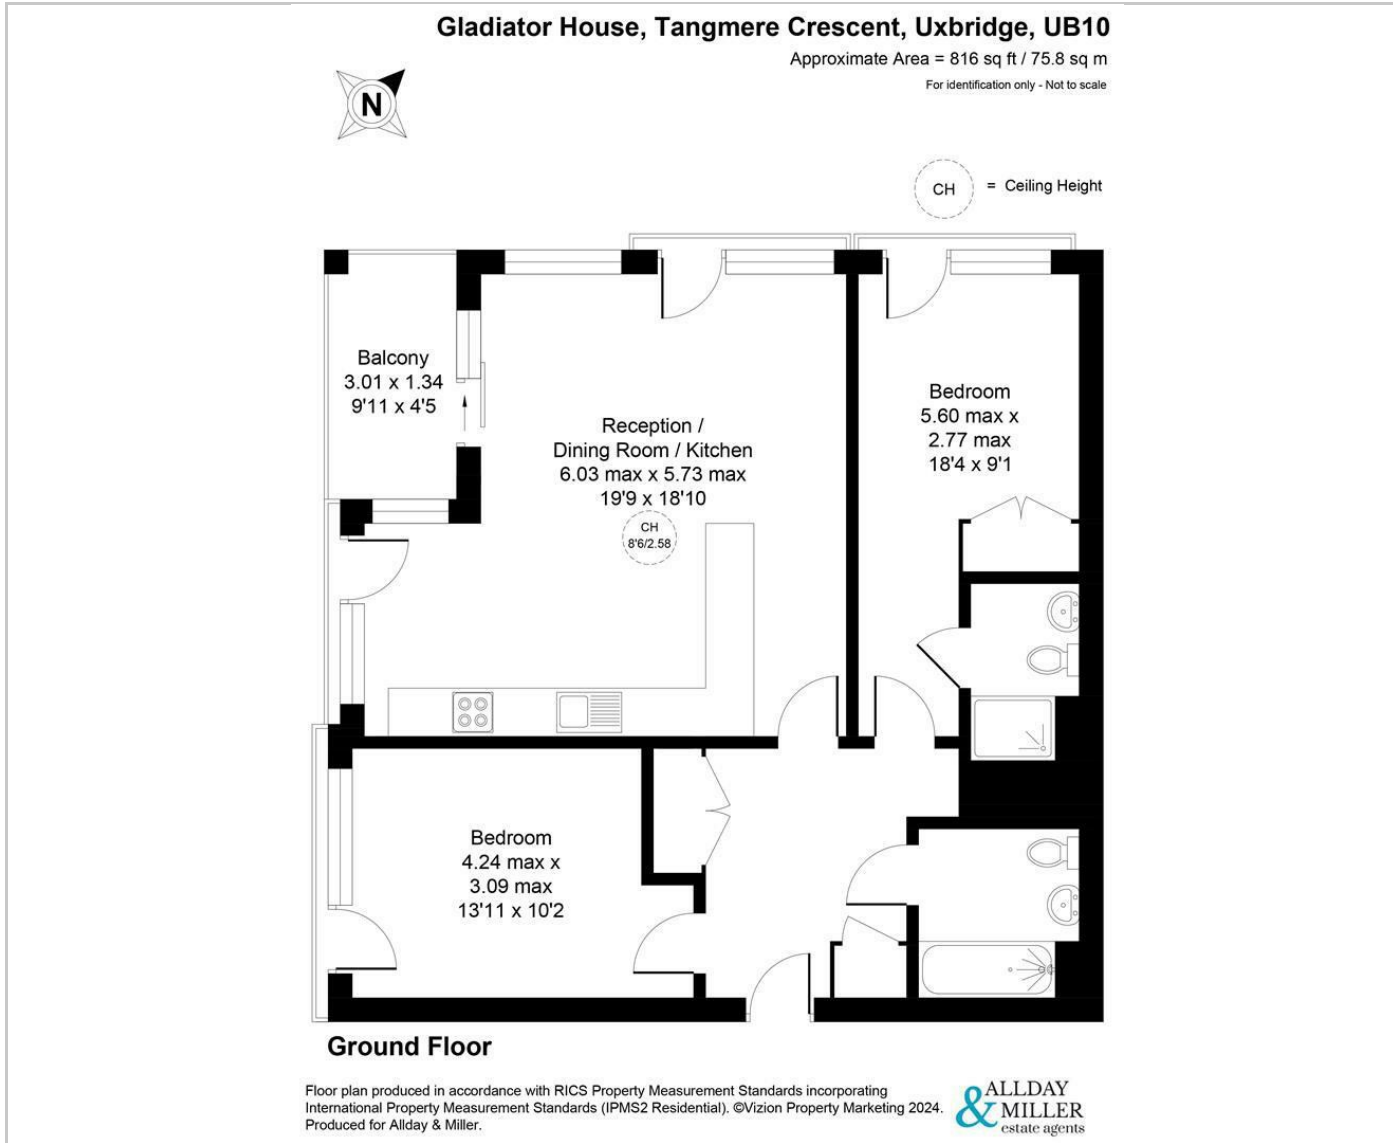 Gladiator House, Tangmere Crescent, Uxbridge, UB10
Approximate Area = 816 sq ft / 75.8 sq m
For identification only - Not to scale
N
CH = Ceiling Height
Balcony
3.01 x 1.34
9'11 x 4'5
Reception /
Dining Room / Kitchen
6.03 max x 5.73 max
19'9 x 18'10
CH
8'6/2.58
Bedroom
5.60 max x
2.77 max
18'4 x 9'1
Bedroom
4.24 max x
3.09 max
13'11 x 10'2
Ground Floor
Floor plan produced in accordance with RICS Property Measurement Standards incorporating
International Property Measurement Standards (IPMS2 Residential). ©Vizion Property Marketing 2024.
Produced for Allday & Miller.
ALLDAY
& MILLER
estate agents